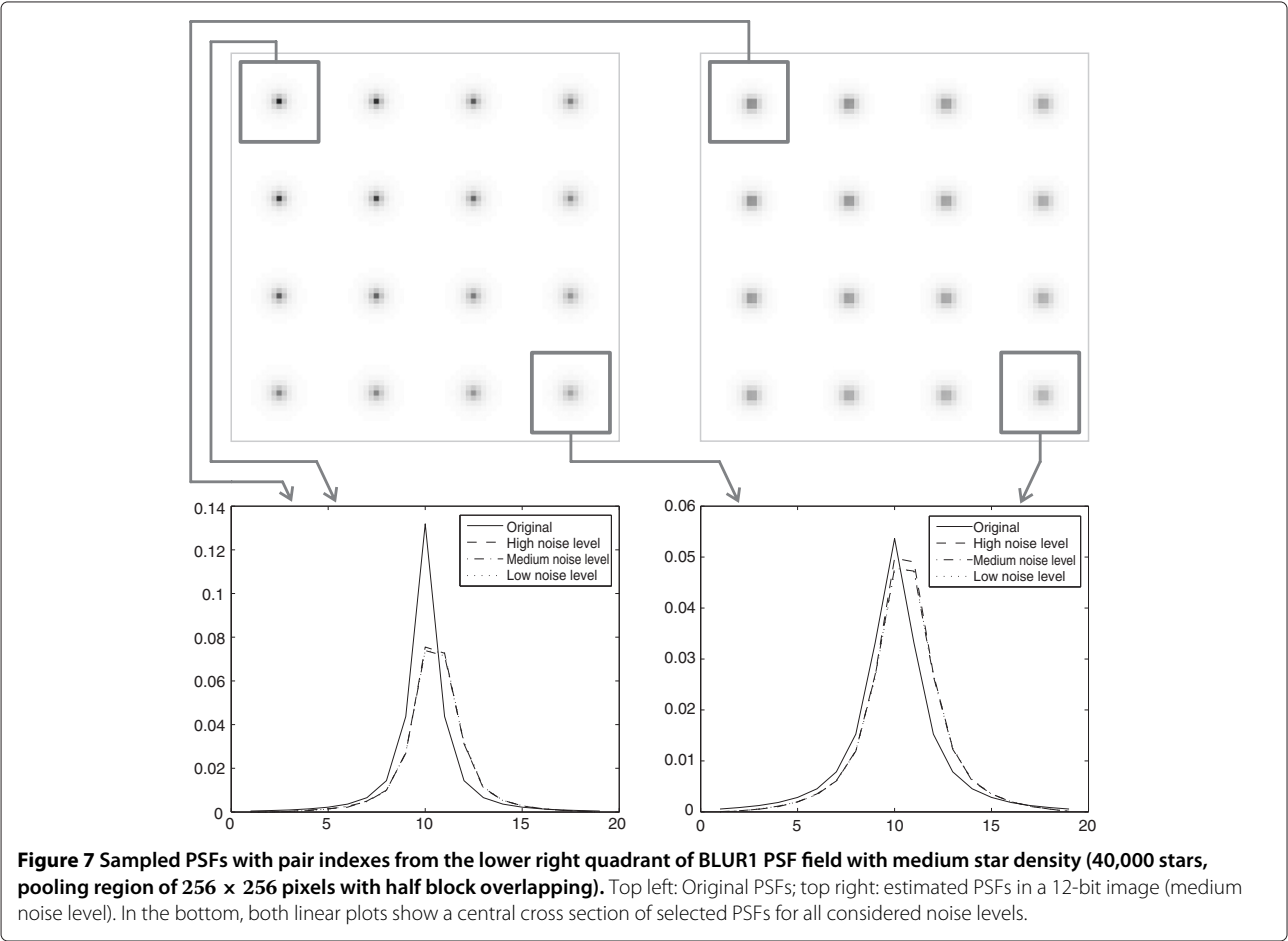 0.14
0.12
0.1
0.08
0.06
0.04
0.02
0
0 5 10 15 20
Original
High noise level
Medium noise level
Low noise level
0.06
0.05
0.04
0.03
0.02
0.01
0
0 5 10 15 20
Original
High noise level
Medium noise level
Low noise level
Figure 7 Sampled PSFs with pair indexes from the lower right quadrant of BLUR1 PSF field with medium star density (40,000 stars,
pooling region of 256 × 256 pixels with half block overlapping). Top left: Original PSFs; top right: estimated PSFs in a 12-bit image (medium
noise level). In the bottom, both linear plots show a central cross section of selected PSFs for all considered noise levels.